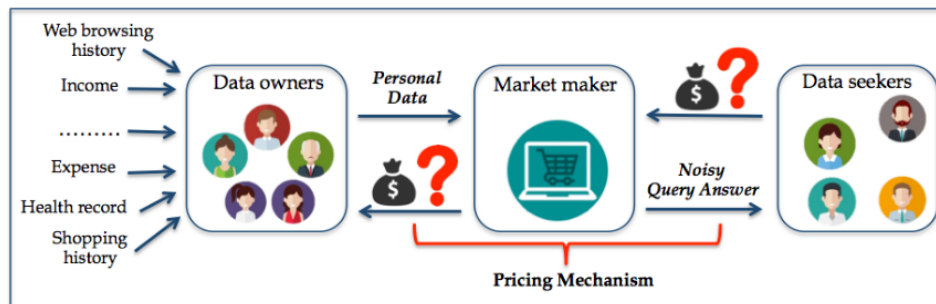 Web browsing
history
Income
.........
Expense
Health record
Shopping
history
Data owners
Personal
Data
$
?
Market maker
$
?
Noisy
Query Answer
Data seekers
Pricing Mechanism